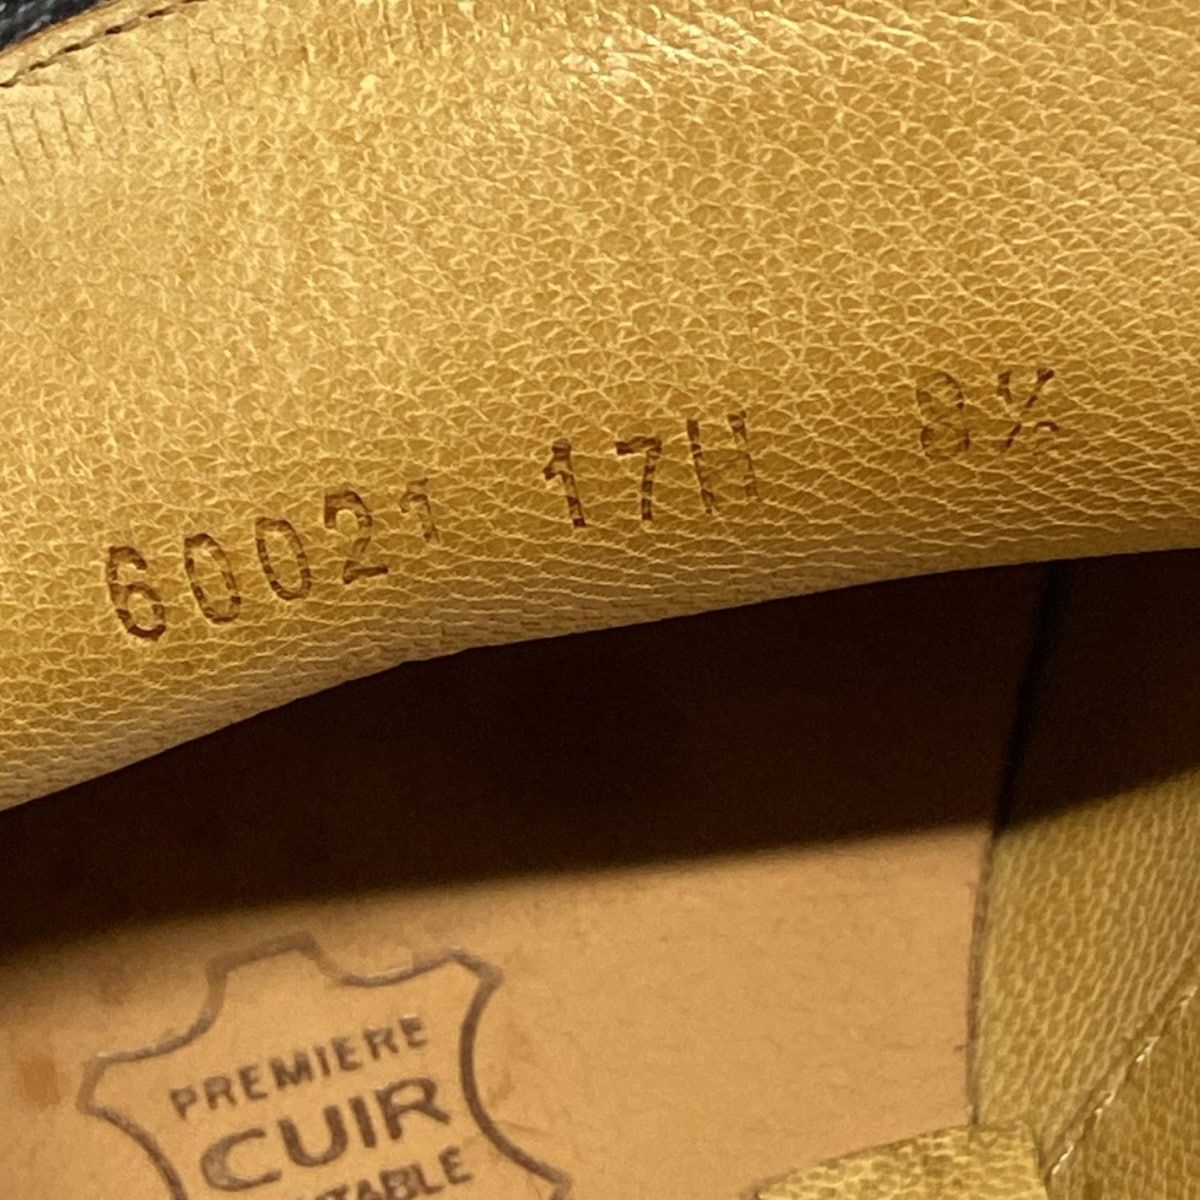 60021 17H 8½
PREMIERE
CUIR